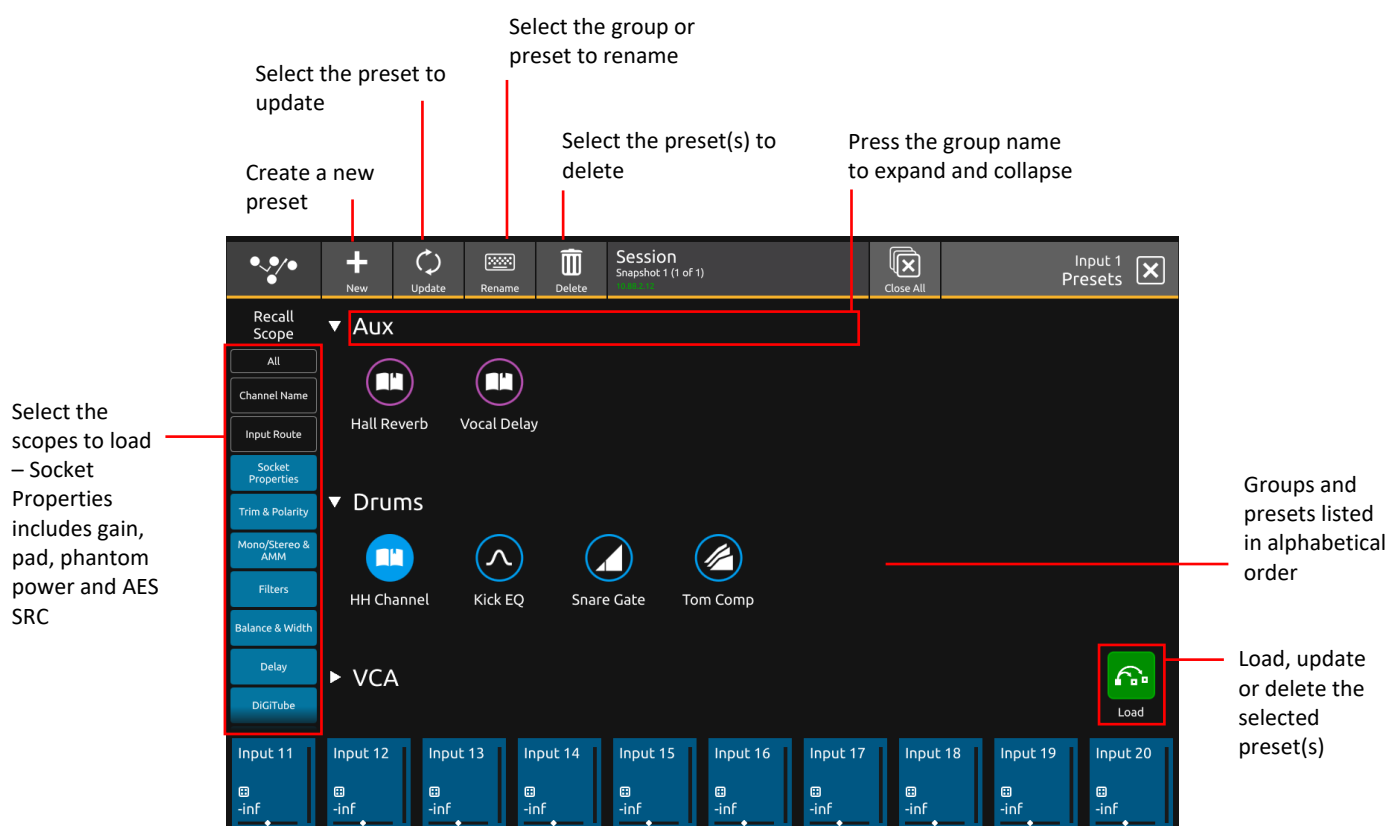 Select the group or
preset to rename
Select the preset to
update
Select the preset(s) to
delete
Press the group name
to expand and collapse
Create a new
preset
New
Update
Rename
Delete
Session
Snapshot 1 (1 of 1)
10.88.2.12
Close All
Input 1
Presets
Recall
Scope
All
Channel Name
Input Route
Socket
Properties
Trim & Polarity
Mono/Stereo &
AMM
Filters
Balance & Width
Delay
DiGiTube
Select the
scopes to load
– Socket
Properties
includes gain,
pad, phantom
power and AES
SRC
Aux
Hall Reverb
Vocal Delay
Drums
HH Channel
Kick EQ
Snare Gate
Tom Comp
VCA
Load
Groups and
presets listed
in alphabetical
order
Load, update
or delete the
selected
preset(s)
Input 11
Input 12
Input 13
Input 14
Input 15
Input 16
Input 17
Input 18
Input 19
Input 20
-inf
-inf
-inf
-inf
-inf
-inf
-inf
-inf
-inf
-inf